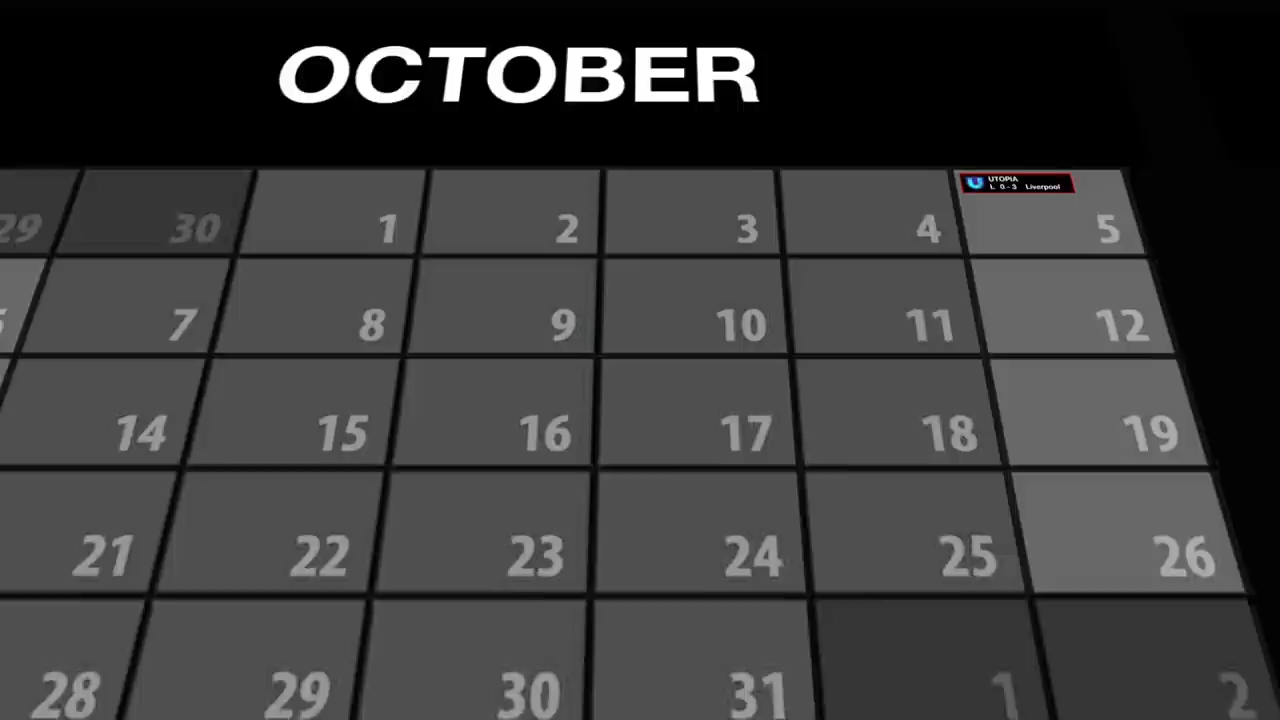 OCTOBER
UTOPIA
L 0 - 3 Liverpool
29 30 1 2 3 4 5
7 8 9 10 11 12
14 15 16 17 18 19
21 22 23 24 25 26
28 29 30 31 1 2